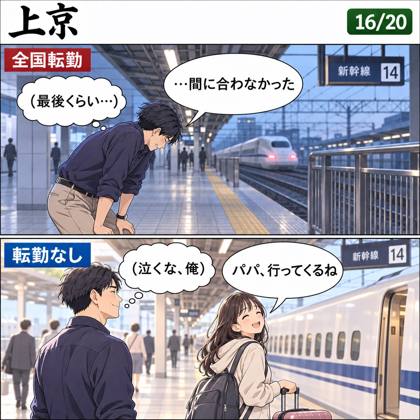 上京
16/20
全国転勤
(最後くらい…)
…間に合わなかった
新幹線 14
転勤なし
(泣くな、俺)
パパ、行ってくるね
新幹線 14